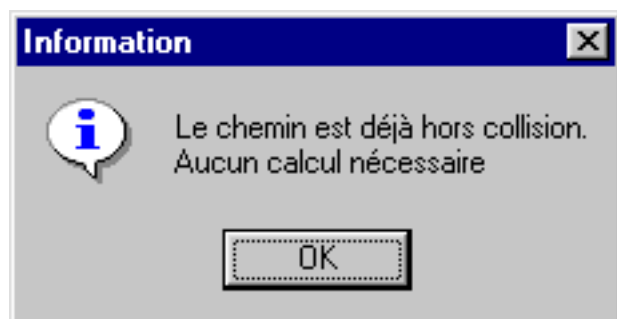 Information
Le chemin est déjà hors collision.
Aucun calcul nécessaire
OK